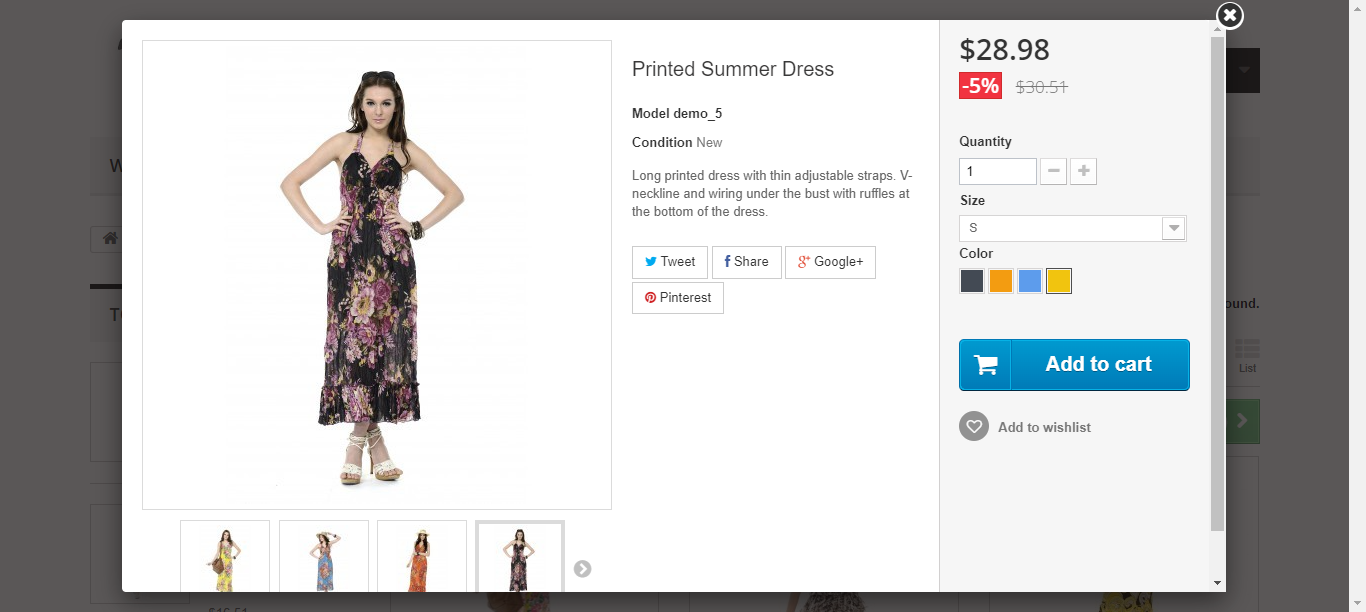 Printed Summer Dress
Model demo_5
Condition New
Long printed dress with thin adjustable straps. V-
neckline and wiring under the bust with ruffles at
the bottom of the dress.
Tweet
Share
Google+
Pinterest
$28.98
-5% $30.51
Quantity
1
Size
S
Color
Add to cart
Add to wishlist
ound.
List